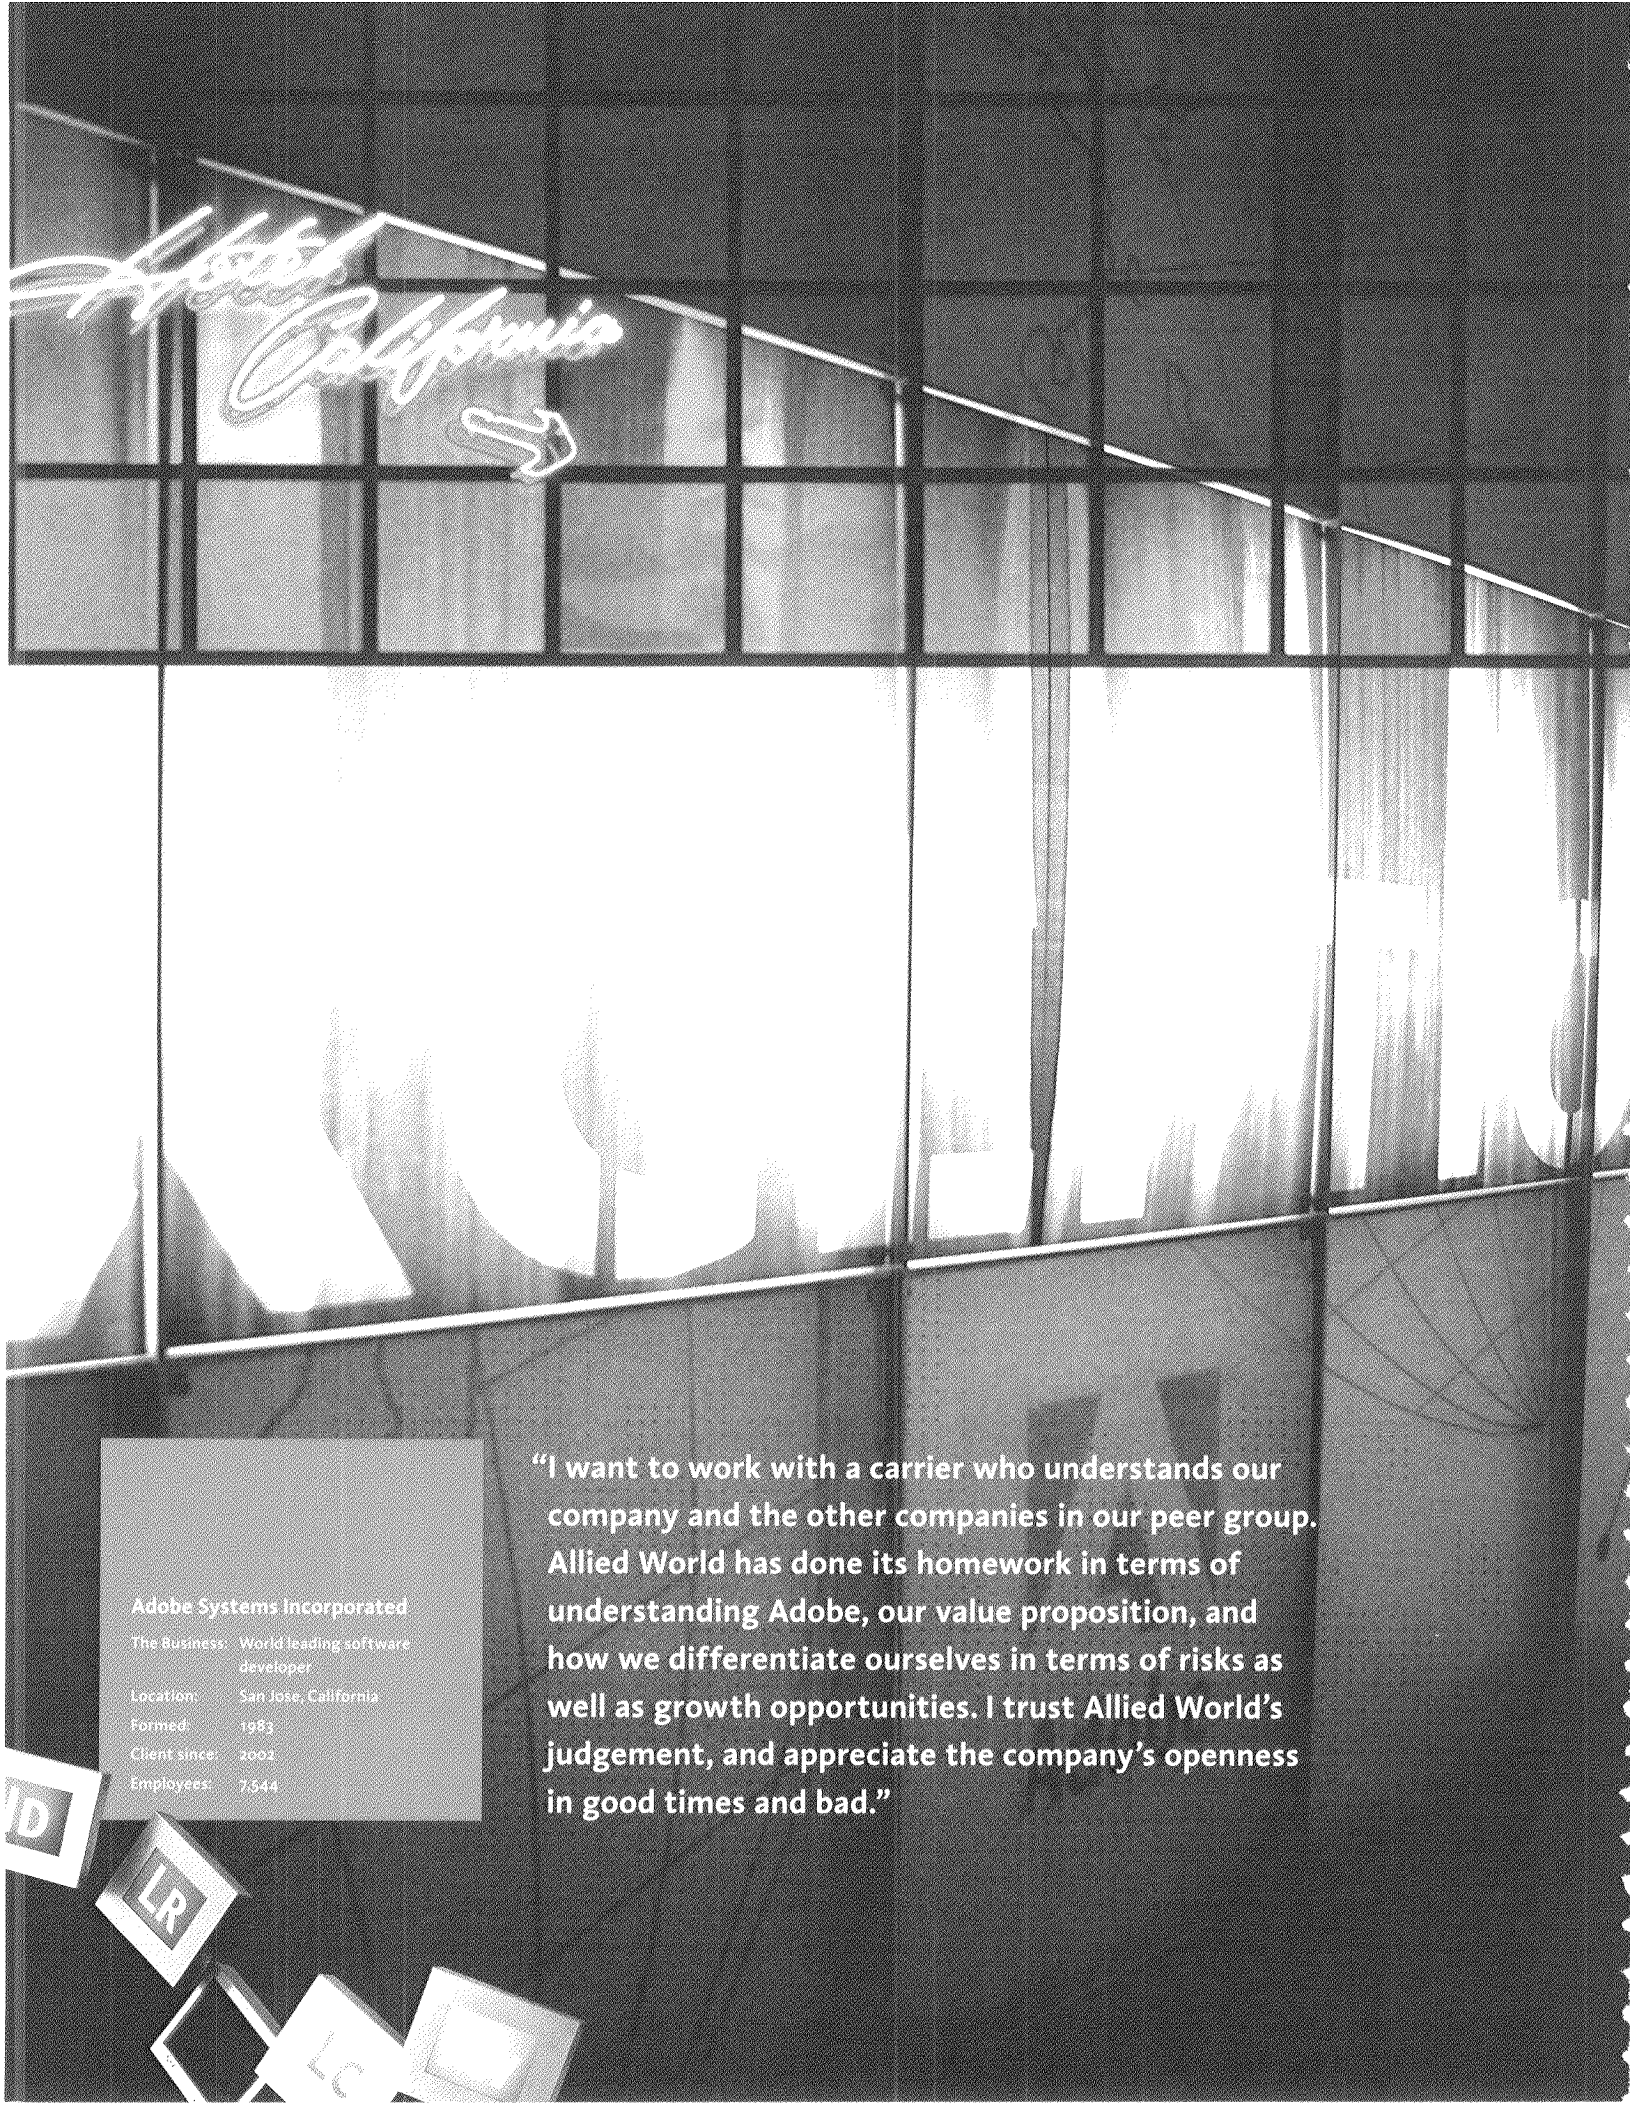 Hotel
California
“I want to work with a carrier who understands our
company and the other companies in our peer group.
Allied World has done its homework in terms of
understanding Adobe, our value proposition, and
how we differentiate ourselves in terms of risks as
well as growth opportunities. I trust Allied World’s
judgement, and appreciate the company’s openness
in good times and bad.”
Adobe Systems Incorporated
The Business: World leading software
developer
Location: San Jose, California
Formed: 1983
Client since: 2002
Employees: 7,544
LR
LC